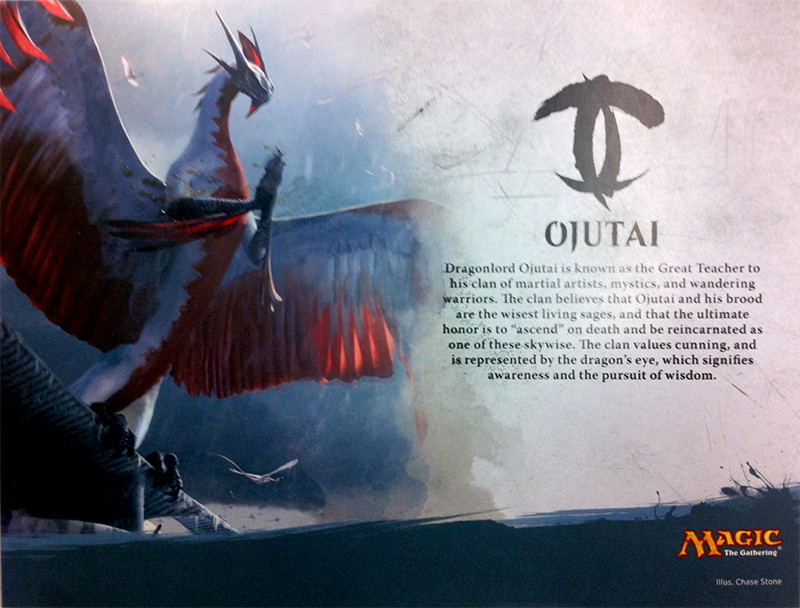 OJUTAI
Dragonlord Ojutai is known as the Great Teacher to
his clan of martial artists, mystics, and wandering
warriors. The clan believes that Ojutai and his brood
are the wisest living sages, and that the ultimate
honor is to “ascend” on death and be reincarnated as
one of these skywise. The clan values cunning, and
is represented by the dragon’s eye, which signifies
awareness and the pursuit of wisdom.
MAGIC
The Gathering®
Illus. Chase Stone